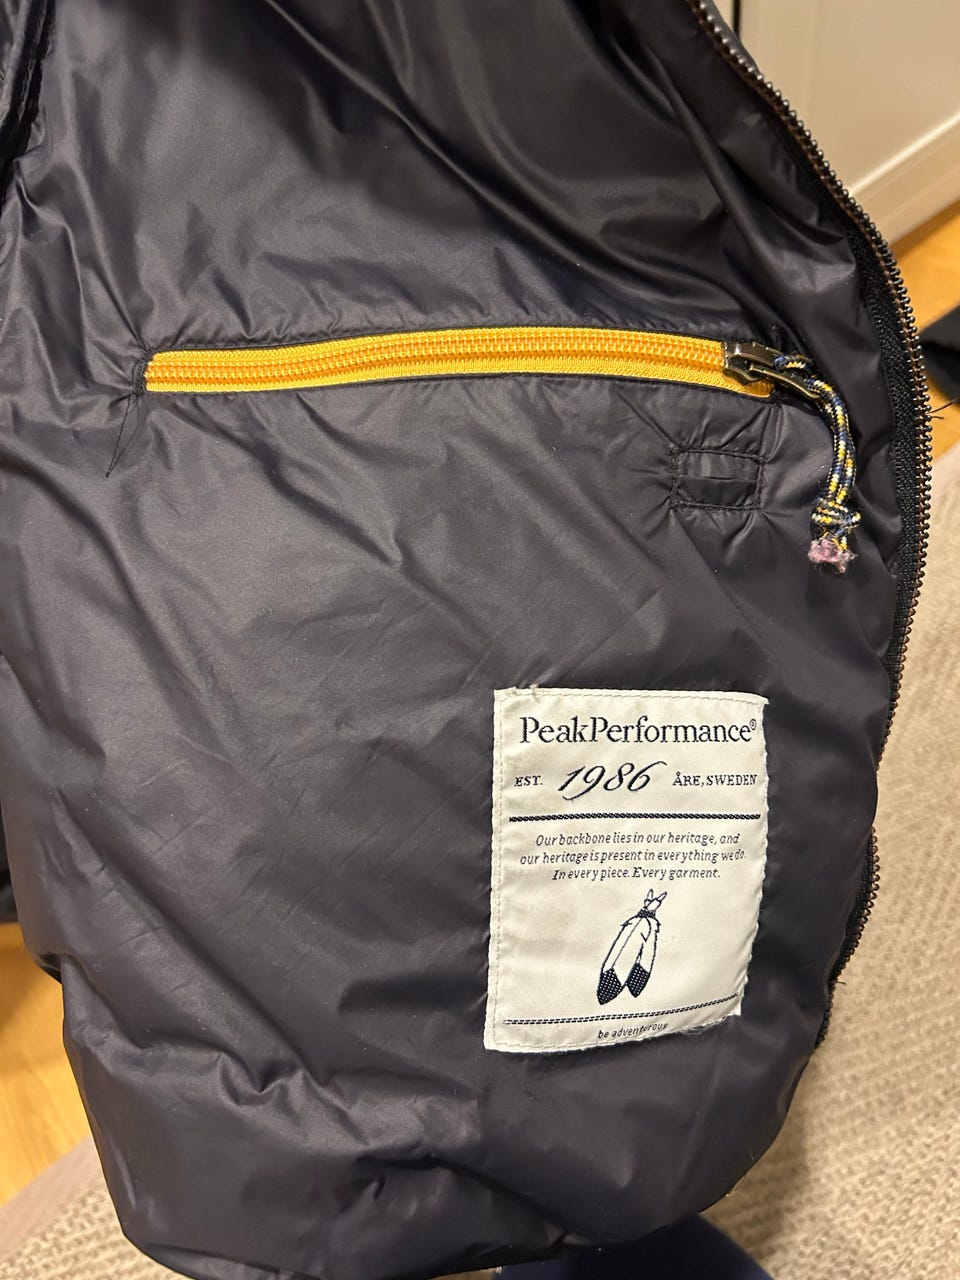 PeakPerformance®
EST. 1986 ÅRE, SWEDEN
Our backbone lies in our heritage, and
our heritage is present in everything we do.
In every piece. Every garment.
be adventurous